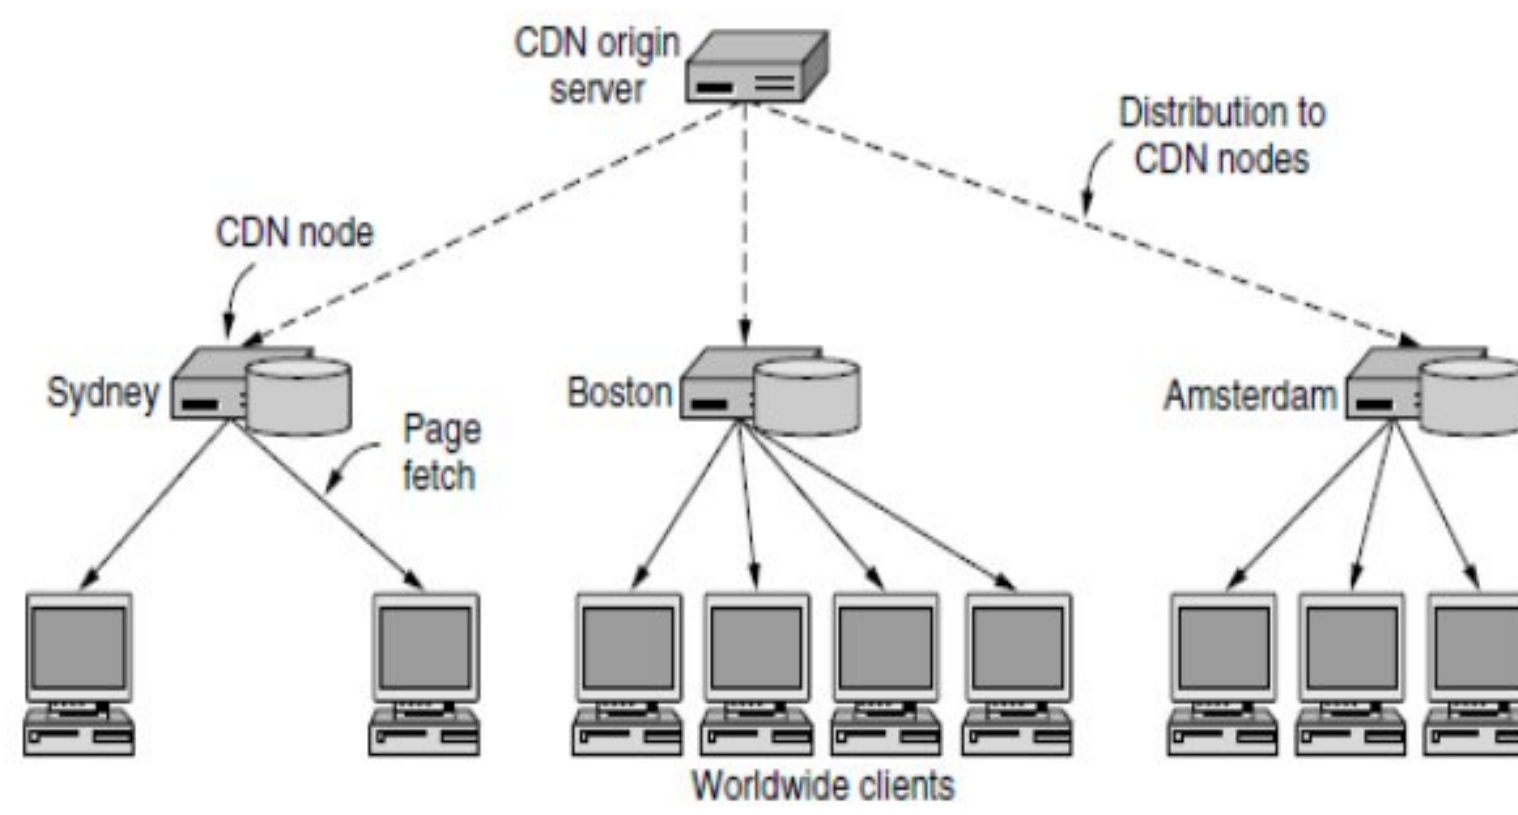 CDN origin
server
Distribution to
CDN nodes
CDN node
Sydney
Boston
Amsterdam
Page
fetch
Worldwide clients